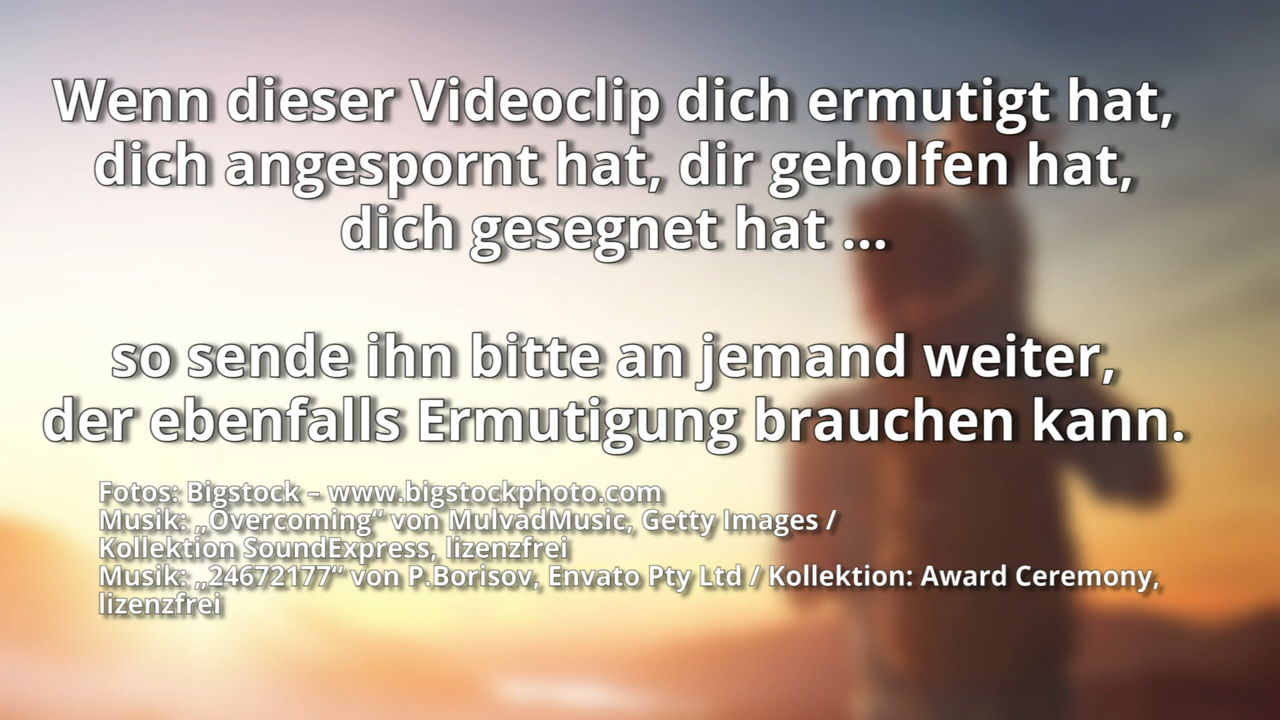 Wenn dieser Videoclip dich ermutigt hat,
dich angespornt hat, dir geholfen hat,
dich gesegnet hat ...
so sende ihn bitte an jemand weiter,
der ebenfalls Ermutigung brauchen kann.
Fotos: Bigstock – www.bigstockphoto.com
Musik: „Overcoming“ von MulvadMusic, Getty Images /
Kollektion SoundExpress, lizenzfrei
Musik: „24672177“ von P.Borisov, Envato Pty Ltd / Kollektion: Award Ceremony,
lizenzfrei